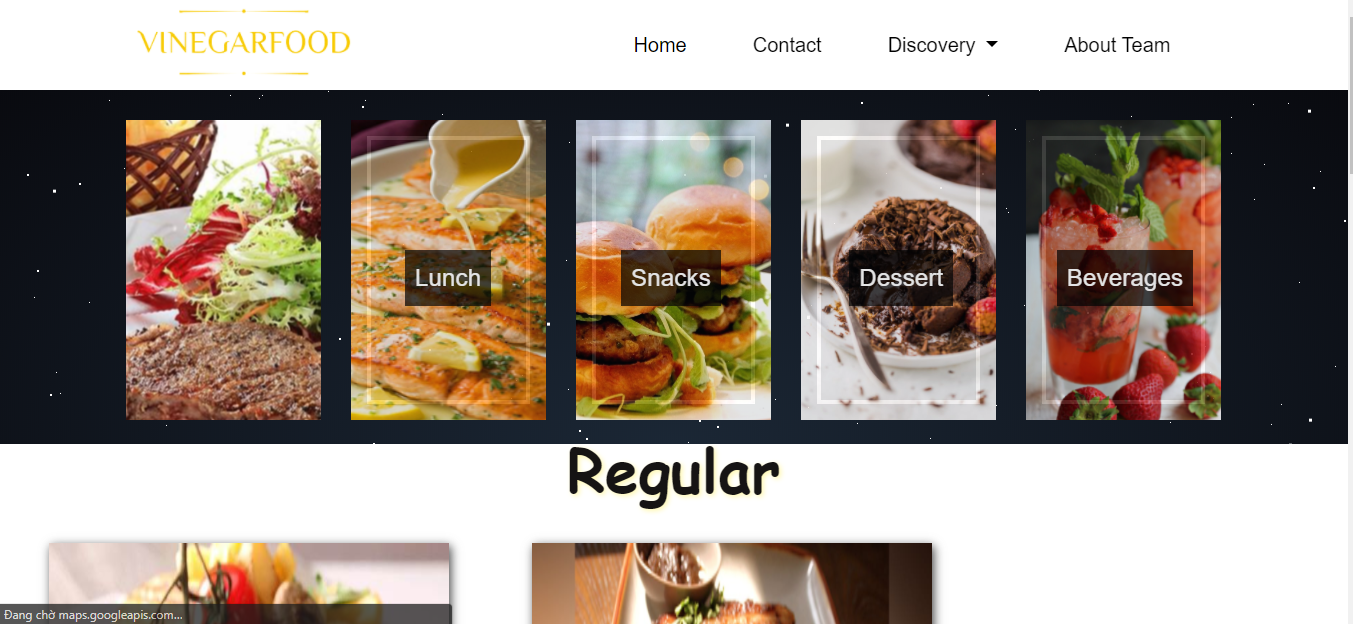 VINEGARFOOD
Home
Contact
Discovery
About Team
Lunch
Snacks
Dessert
Beverages
Regular
Đang chờ maps.googleapis.com...